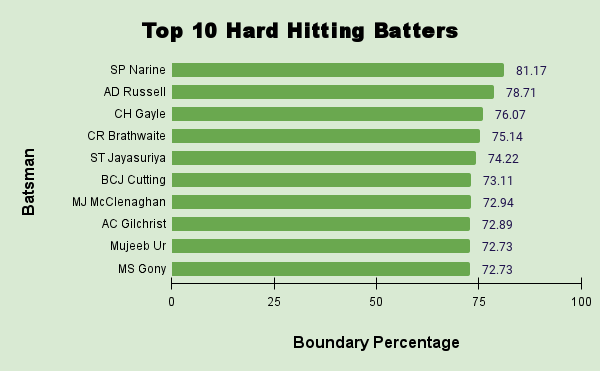 Top 10 Hard Hitting Batters
Batsman
SP Narine 81.17
AD Russell 78.71
CH Gayle 76.07
CR Brathwaite 75.14
ST Jayasuriya 74.22
BCJ Cutting 73.11
MJ McClenaghan 72.94
AC Gilchrist 72.89
Mujeeb Ur 72.73
MS Gony 72.73
0 25 50 75 100
Boundary Percentage